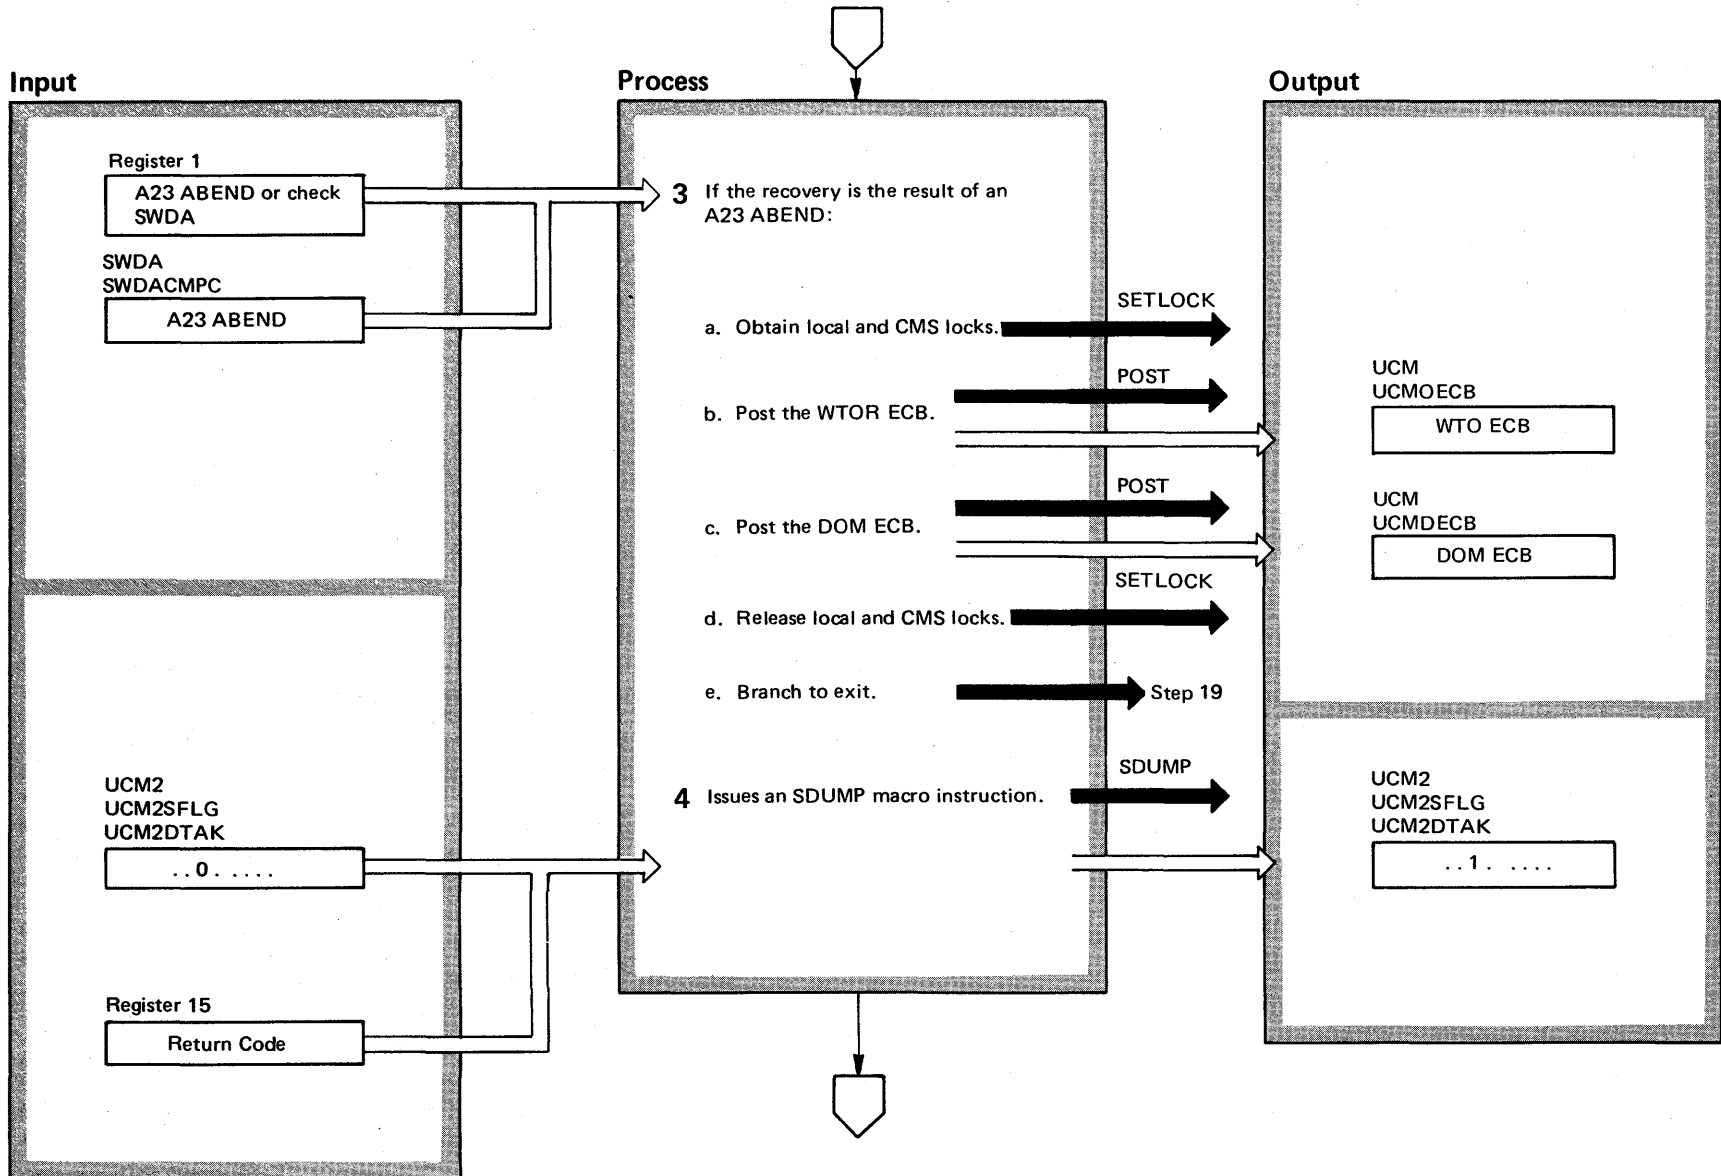 Input
Register 1
A23 ABEND or check
SWDA
SWDA
SWDACMPC
A23 ABEND
UCM2
UCM2SFLG
UCM2DTAK
. . 0 . . . . .
Register 15
Return Code
Process
3 If the recovery is the result of an
A23 ABEND:
SETLOCK
a. Obtain local and CMS locks.
POST
b. Post the WTOR ECB.
POST
c. Post the DOM ECB.
SETLOCK
d. Release local and CMS locks.
e. Branch to exit. Step 19
SDUMP
4 Issues an SDUMP macro instruction.
Output
UCM
UCMOECB
WTO ECB
UCM
UCMDECB
DOM ECB
UCM2
UCM2SFLG
UCM2DTAK
. . 1 . . . . .